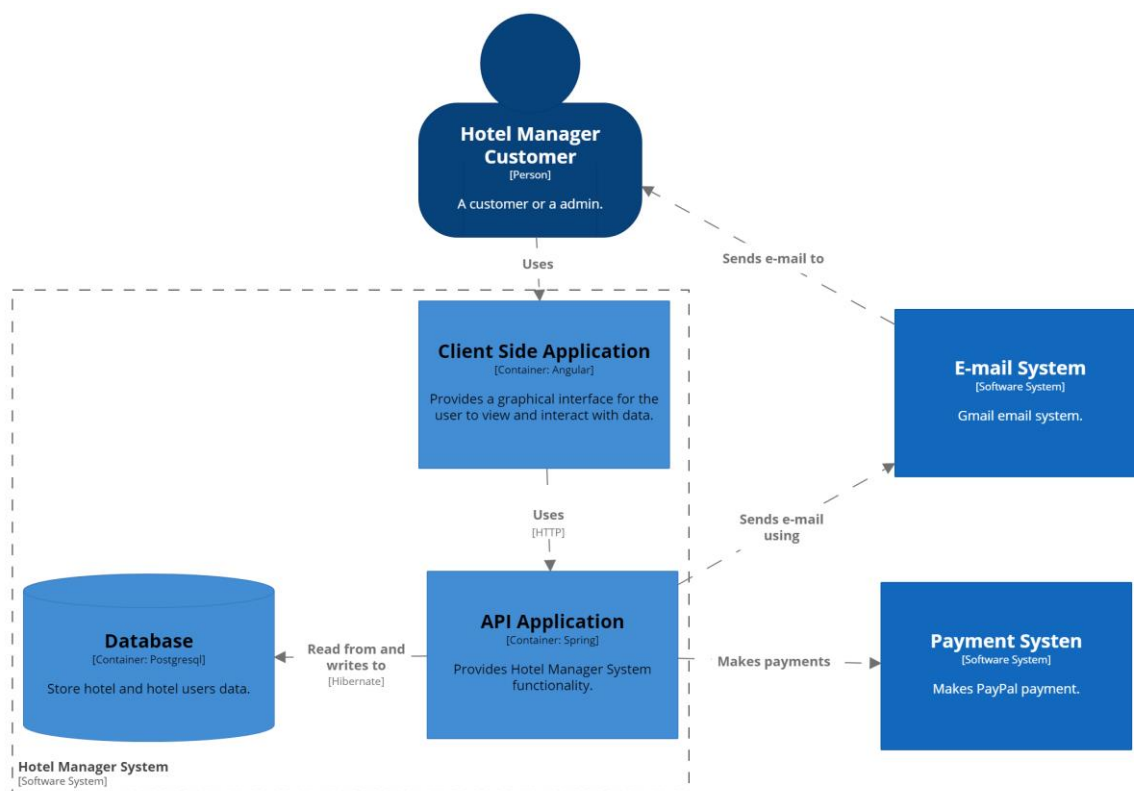 Hotel Manager
Customer
[Person]
A customer or a admin.
Uses
Sends e-mail to
Client Side Application
[Container: Angular]
Provides a graphical interface for the
user to view and interact with data.
E-mail System
[Software System]
Gmail email system.
Uses
[HTTP]
Sends e-mail
using
Database
[Container: Postgresql]
Store hotel and hotel users data.
Read from and
writes to
[Hibernate]
API Application
[Container: Spring]
Provides Hotel Manager System
functionality.
Makes payments
Payment Systen
[Software System]
Makes PayPal payment.
Hotel Manager System
[Software System]